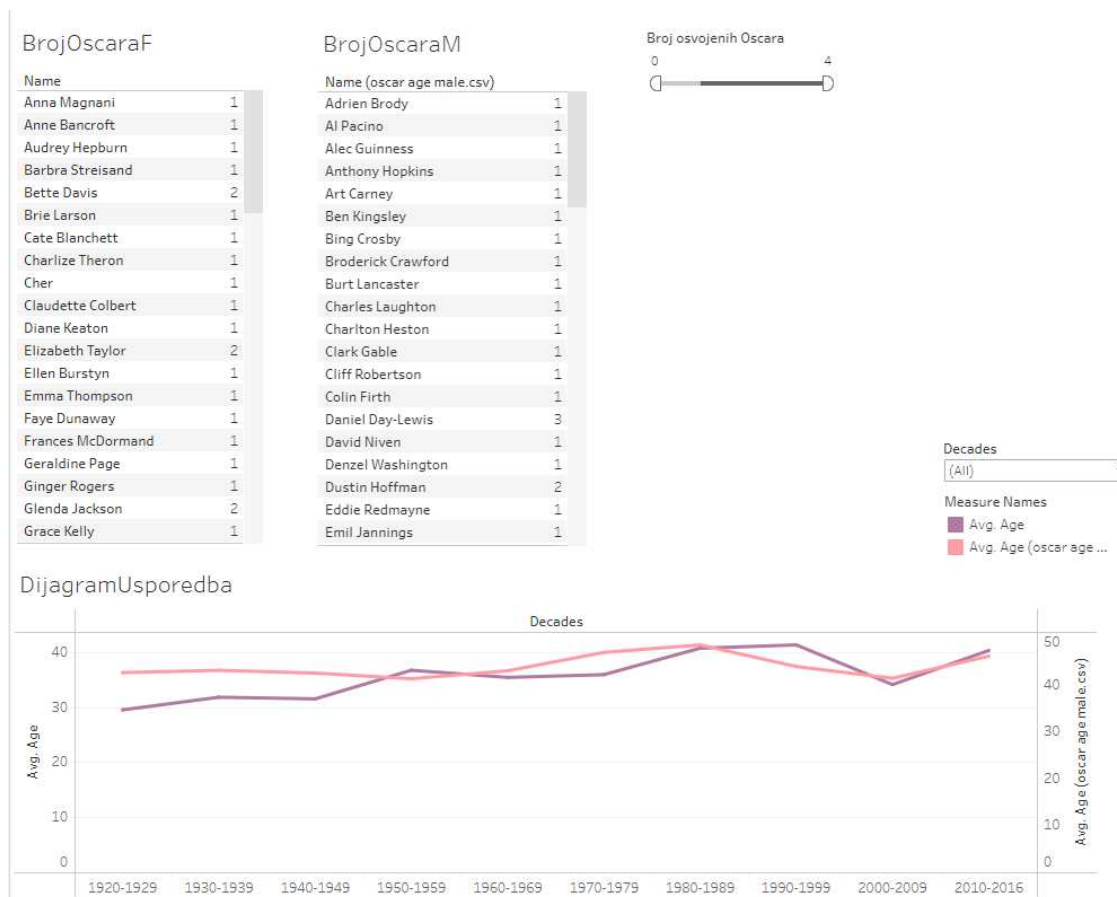 BrojOscaraF
Name
Anna Magnani 1
Anne Bancroft 1
Audrey Hepburn 1
Barbra Streisand 1
Bette Davis 2
Brie Larson 1
Cate Blanchett 1
Charlize Theron 1
Cher 1
Claudette Colbert 1
Diane Keaton 1
Elizabeth Taylor 2
Ellen Burstyn 1
Emma Thompson 1
Faye Dunaway 1
Frances McDormand 1
Geraldine Page 1
Ginger Rogers 1
Glenda Jackson 2
Grace Kelly 1
BrojOscaraM
Name (oscar age male.csv)
Adrien Brody 1
Al Pacino 1
Alec Guinness 1
Anthony Hopkins 1
Art Carney 1
Ben Kingsley 1
Bing Crosby 1
Broderick Crawford 1
Burt Lancaster 1
Charles Laughton 1
Charlton Heston 1
Clark Gable 1
Cliff Robertson 1
Colin Firth 1
Daniel Day-Lewis 3
David Niven 1
Denzel Washington 1
Dustin Hoffman 2
Eddie Redmayne 1
Emil Jannings 1
Broj osvojenih Oscara
0 4
Decades
(All)
Measure Names
Avg. Age
Avg. Age (oscar age ...
DijagramUsporedba
Decades
Avg. Age
40
30
20
10
0
50
40
30
20
10
0
Avg. Age (oscar age male.csv)
1920-1929 1930-1939 1940-1949 1950-1959 1960-1969 1970-1979 1980-1989 1990-1999 2000-2009 2010-2016